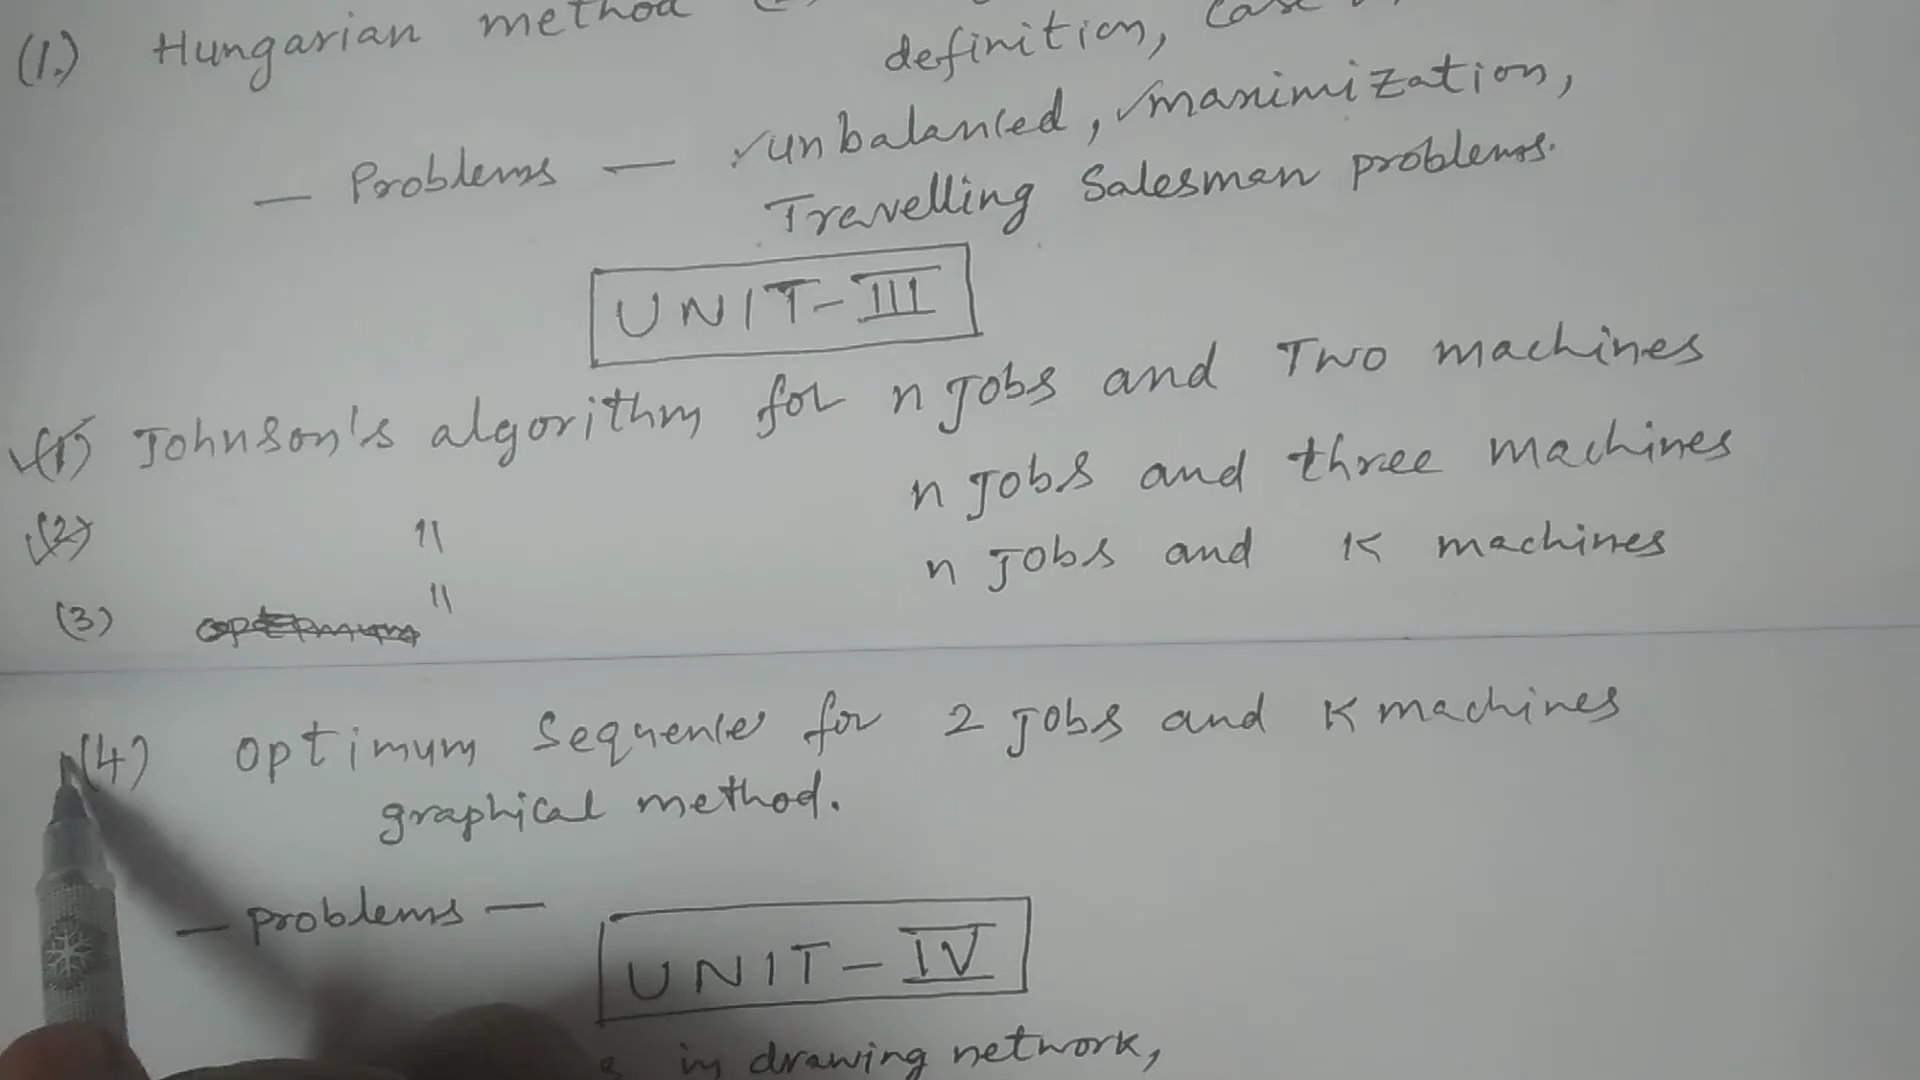 (1.) Hungarian method
definition, Case
— Problems — ✓unbalanced, ✓maximization,
Travelling Salesman problems.
UNIT-III
(1) Johnson's algorithm for n Jobs and Two machines
(2) " n Jobs and three machines
(3) " n Jobs and K machines
(4) Optimum Sequence for 2 Jobs and K machines
graphical method.
— problems —
UNIT-IV
in drawing network,